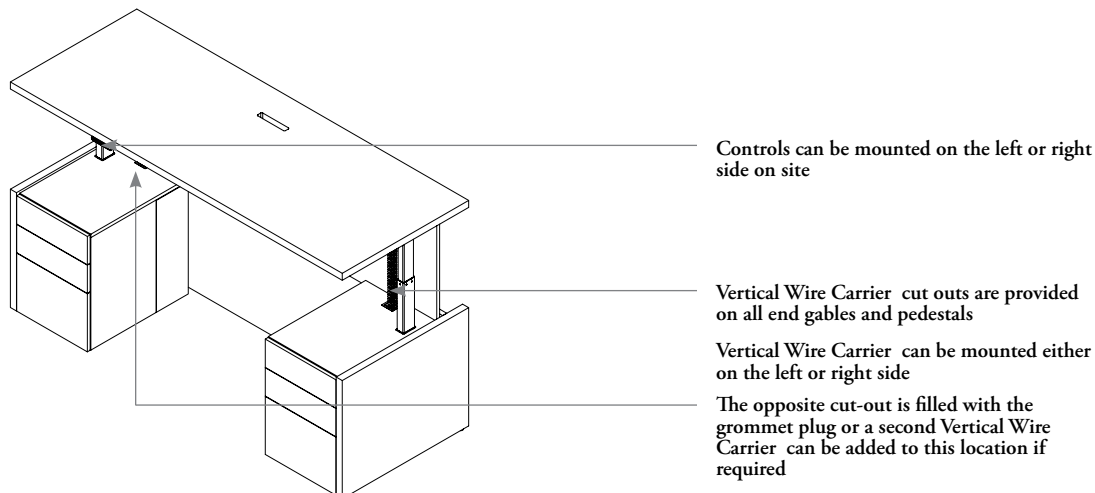 Controls can be mounted on the left or right
side on site
Vertical Wire Carrier cut outs are provided
on all end gables and pedestals
Vertical Wire Carrier can be mounted either
on the left or right side
The opposite cut-out is filled with the
grommet plug or a second Vertical Wire
Carrier can be added to this location if
required